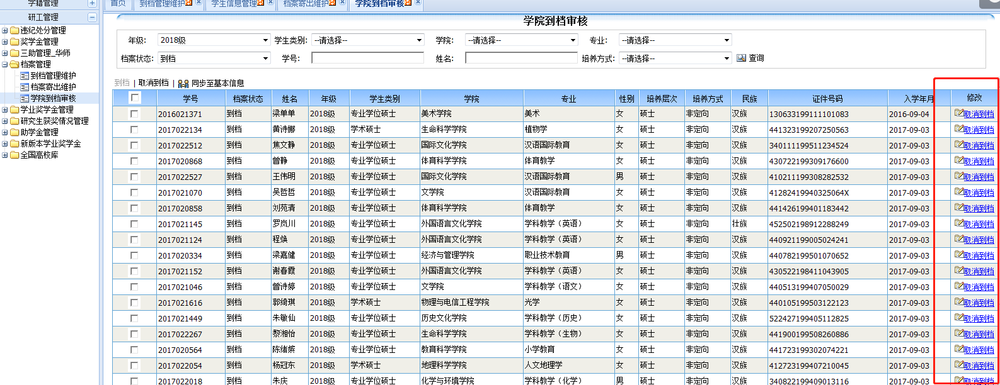 学籍管理
研工管理
违纪处分管理
奖学金管理
三助管理_华师
档案管理
到档管理维护
档案寄出维护
学院到档审核
学业奖学金管理
研究生获奖情况管理
助学金管理
新版本学业奖学金
全国高校库
首页 到档管理维护 学生信息管理 档案寄出维护 学院到档审核
学院到档审核
年级: 2018级 学生类别: --请选择-- 学院: --请选择-- 专业: --请选择--
档案状态: 到档 学号: 姓名: 培养方式: --请选择-- 查询
到档 | 取消到档 | 同步至基本信息
学号 档案状态 姓名 年级 学生类别 学院 专业 性别 培养层次 培养方式 民族 证件号码 入学年月 修改
2016021371 到档 梁单单 2018级 专业学位硕士 美术学院 美术 女 硕士 非定向 汉族 130633199111101083 2016-09-04 取消到档
2017022134 到档 黄诗娜 2018级 学术硕士 生命科学学院 植物学 女 硕士 非定向 汉族 441323199207250563 2017-09-03 取消到档
2017022512 到档 焦文静 2018级 专业学位硕士 国际文化学院 汉语国际教育 女 硕士 非定向 汉族 340111199511234524 2017-09-03 取消到档
2017020868 到档 曾静 2018级 专业学位硕士 体育科学学院 体育教学 女 硕士 非定向 汉族 430722199309176600 2017-09-03 取消到档
2017022527 到档 王伟明 2018级 专业学位硕士 国际文化学院 汉语国际教育 男 硕士 非定向 汉族 410211199308282532 2017-09-03 取消到档
2017021070 到档 吴哲哲 2018级 专业学位硕士 文学院 汉语国际教育 女 硕士 非定向 汉族 41282419940325064X 2017-09-03 取消到档
2017020858 到档 刘苑清 2018级 专业学位硕士 体育科学学院 体育教学 女 硕士 非定向 汉族 441426199401183442 2017-09-03 取消到档
2017021145 到档 罗岚川 2018级 专业学位硕士 外国语言文化学院 学科教学（英语） 女 硕士 非定向 壮族 452502198912288249 2017-09-03 取消到档
2017021124 到档 程焕 2018级 专业学位硕士 外国语言文化学院 学科教学（英语） 女 硕士 非定向 汉族 440921199005024241 2017-09-03 取消到档
2017020334 到档 梁嘉健 2018级 专业学位硕士 经济与管理学院 职业技术教育 男 硕士 非定向 汉族 440782199501070652 2017-09-03 取消到档
2017021152 到档 谢春霞 2018级 专业学位硕士 外国语言文化学院 学科教学（英语） 女 硕士 非定向 汉族 430522198411043905 2017-09-03 取消到档
2017021046 到档 曾诗婷 2018级 专业学位硕士 文学院 学科教学（语文） 女 硕士 非定向 汉族 440513199407050029 2017-09-03 取消到档
2017021616 到档 郭绮琪 2018级 学术硕士 物理与电信工程学院 光学 女 硕士 非定向 汉族 440105199503122123 2017-09-03 取消到档
2017021449 到档 朱敏仙 2018级 专业学位硕士 历史文化学院 学科教学（历史） 女 硕士 非定向 汉族 522427199405112825 2017-09-03 取消到档
2017022267 到档 黎湘怡 2018级 专业学位硕士 生命科学学院 学科教学（生物） 女 硕士 非定向 汉族 441900199508260886 2017-09-03 取消到档
2017020564 到档 陈绪嫔 2018级 专业学位硕士 教育科学学院 小学教育 女 硕士 非定向 汉族 441723199302074221 2017-09-03 取消到档
2017022054 到档 杨冠东 2018级 学术硕士 地理科学学院 人文地理学 女 硕士 非定向 汉族 412723199407210045 2017-09-03 取消到档
2017022018 到档 朱庆 2018级 专业学位硕士 化学与环境学院 学科教学（化学） 男 硕士 非定向 汉族 340822199409013116 2017-09-03 取消到档